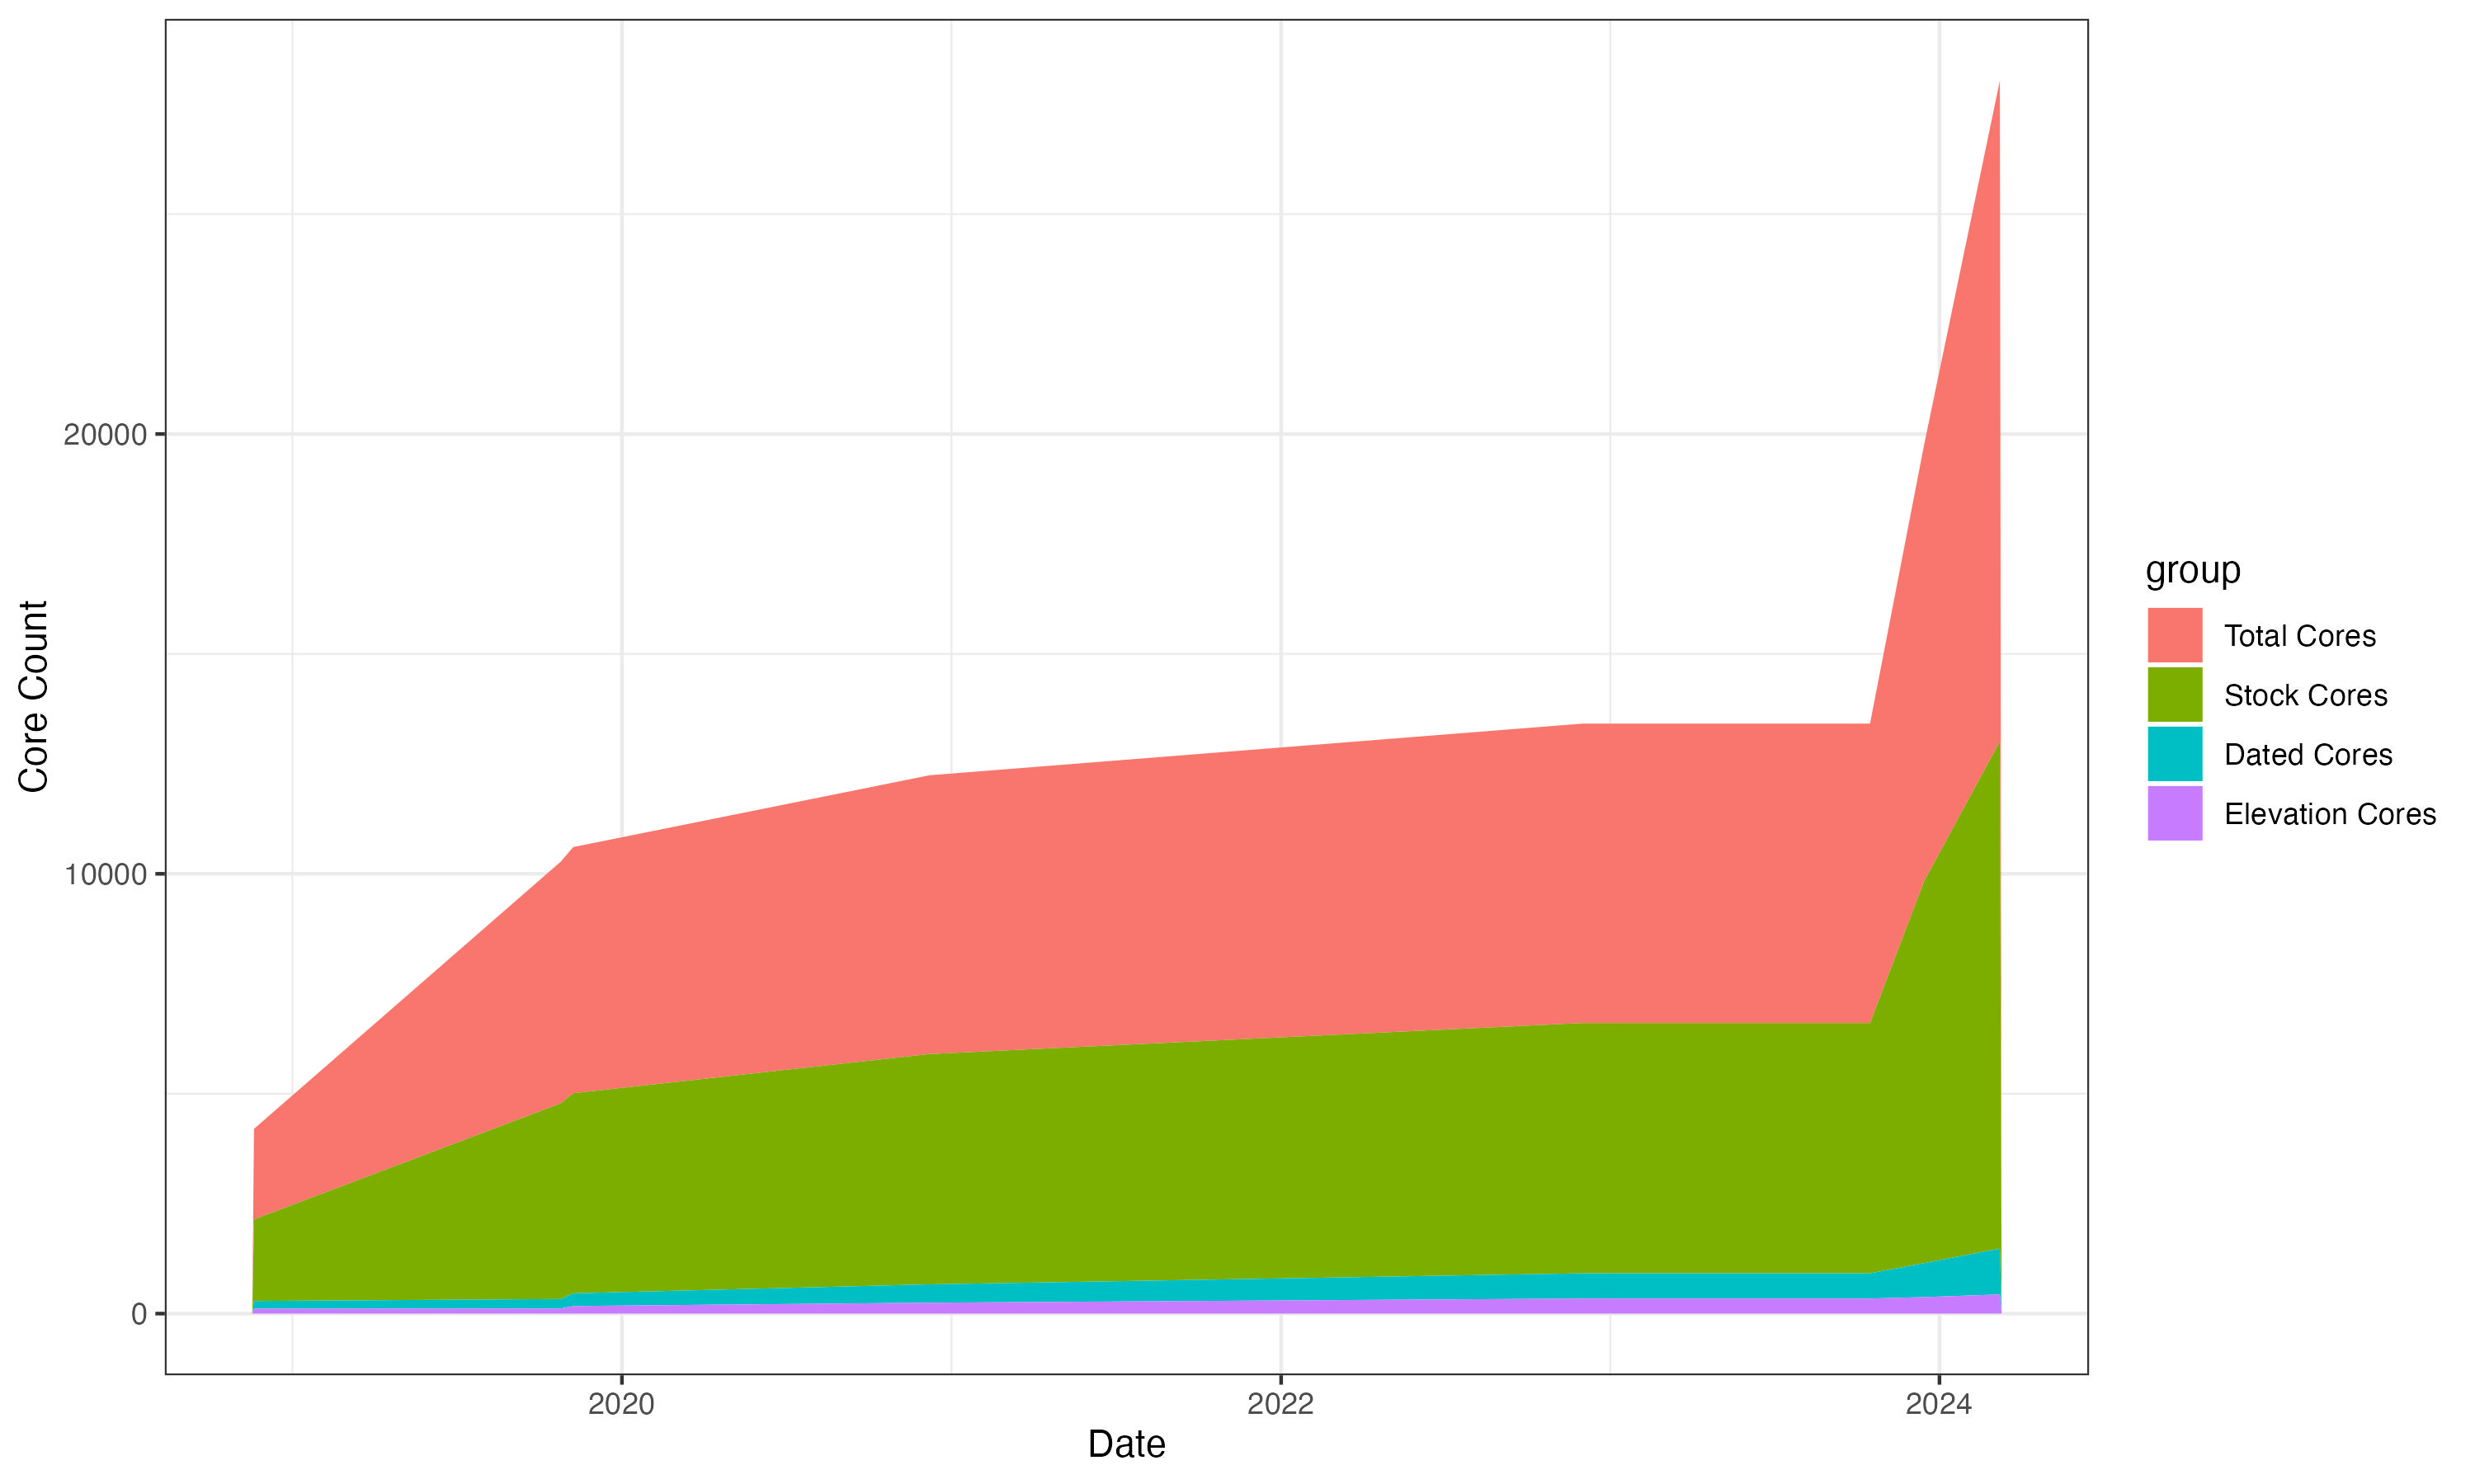 Core Count
20000
10000
0
2020
2022
2024
Date
group
Total Cores
Stock Cores
Dated Cores
Elevation Cores